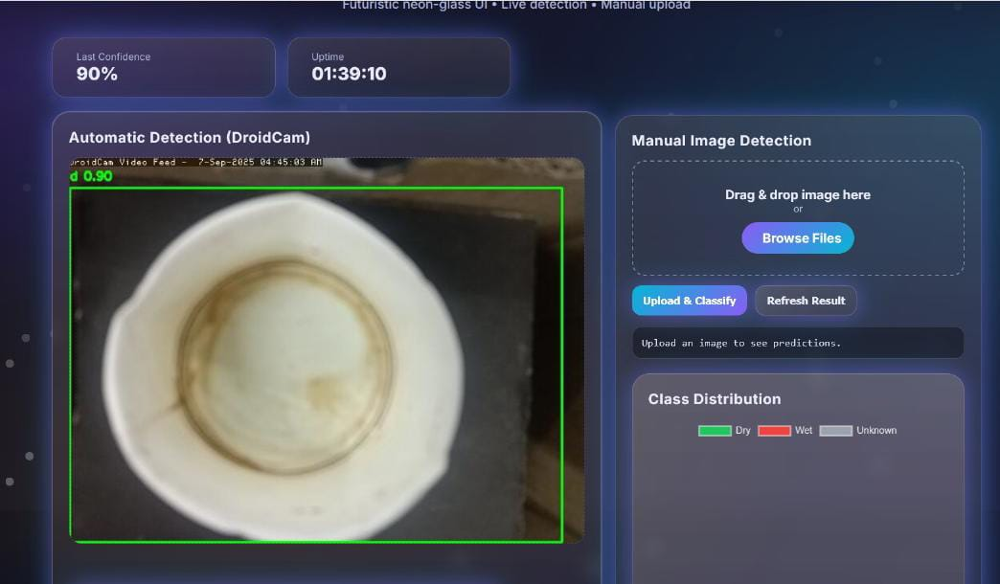 Futuristic neon-glass UI • Live detection • Manual upload
Last Confidence
90%
Uptime
01:39:10
Automatic Detection (DroidCam)
DroidCam Video Feed - 7-Sep-2025 04:45:03 AM
d 0.90
Manual Image Detection
Drag & drop image here
or
Browse Files
Upload & Classify
Refresh Result
Upload an image to see predictions.
Class Distribution
Dry
Wet
Unknown